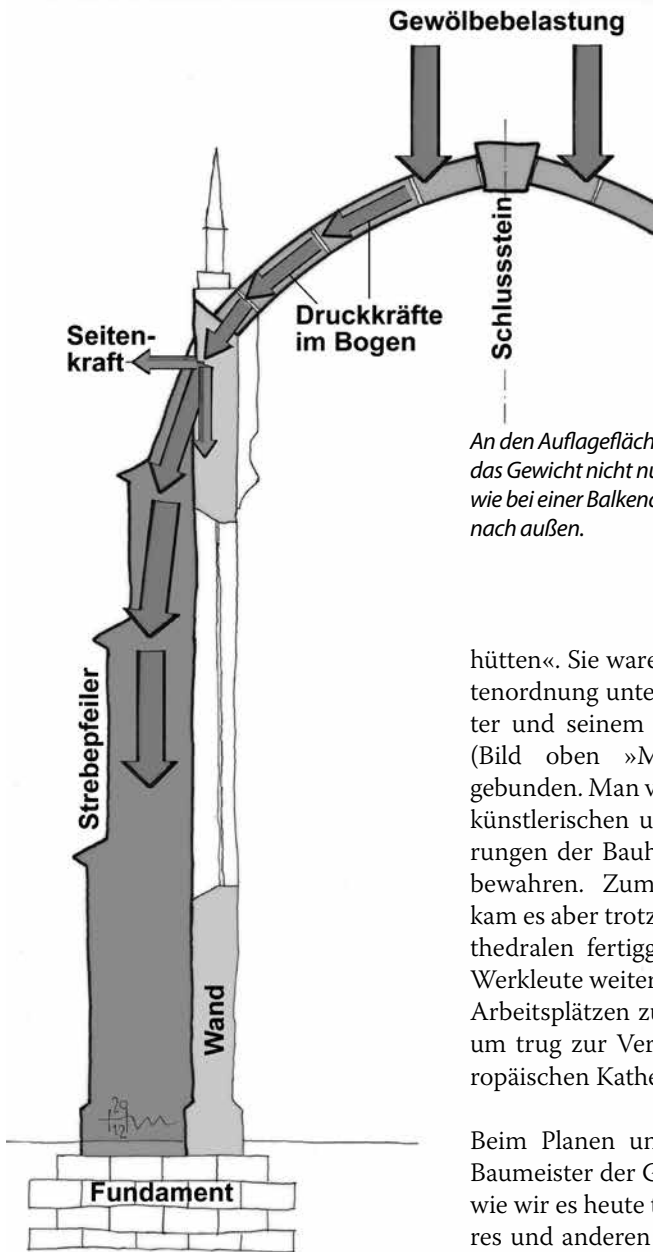 Gewölbebelastung
Schlussstein
Druckkräfte
im Bogen
Seiten-
kraft
Strebepfeiler
Wand
29
12
Fundament
An den Auflagefläch
das Gewicht nicht nu
wie bei einer Balkend
nach außen.
hütten«. Sie ware
tenordnung unte
ter und seinem
(Bild oben »M
gebunden. Man v
künstlerischen u
rungen der Bauh
bewahren. Zum
kam es aber trotz
thedralen fertigg
Werkleute weiter
Arbeitsplätzen zu
um trug zur Ver
ropäischen Kathe
Beim Planen un
Baumeister der G
wie wir es heute t
res und anderen